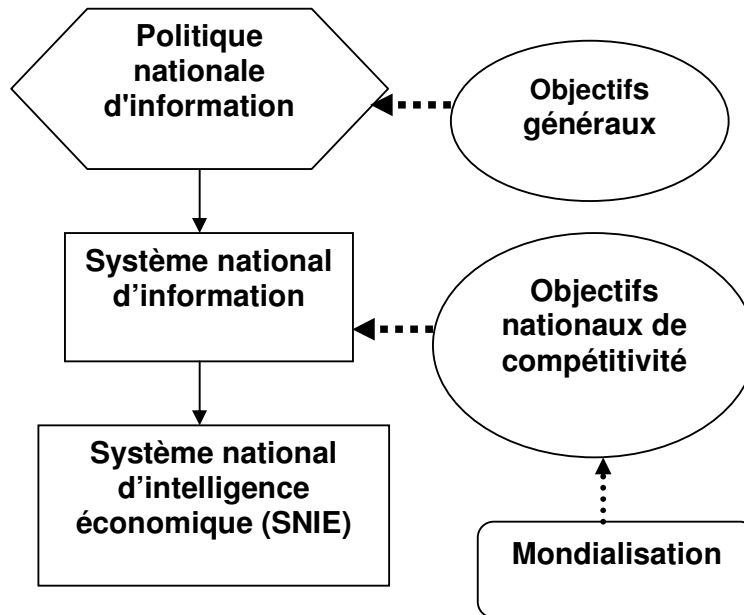 Politique
nationale
d'information
Objectifs
généraux
Système national
d’information
Objectifs
nationaux de
compétitivité
Système national
d’intelligence
économique (SNIE)
Mondialisation